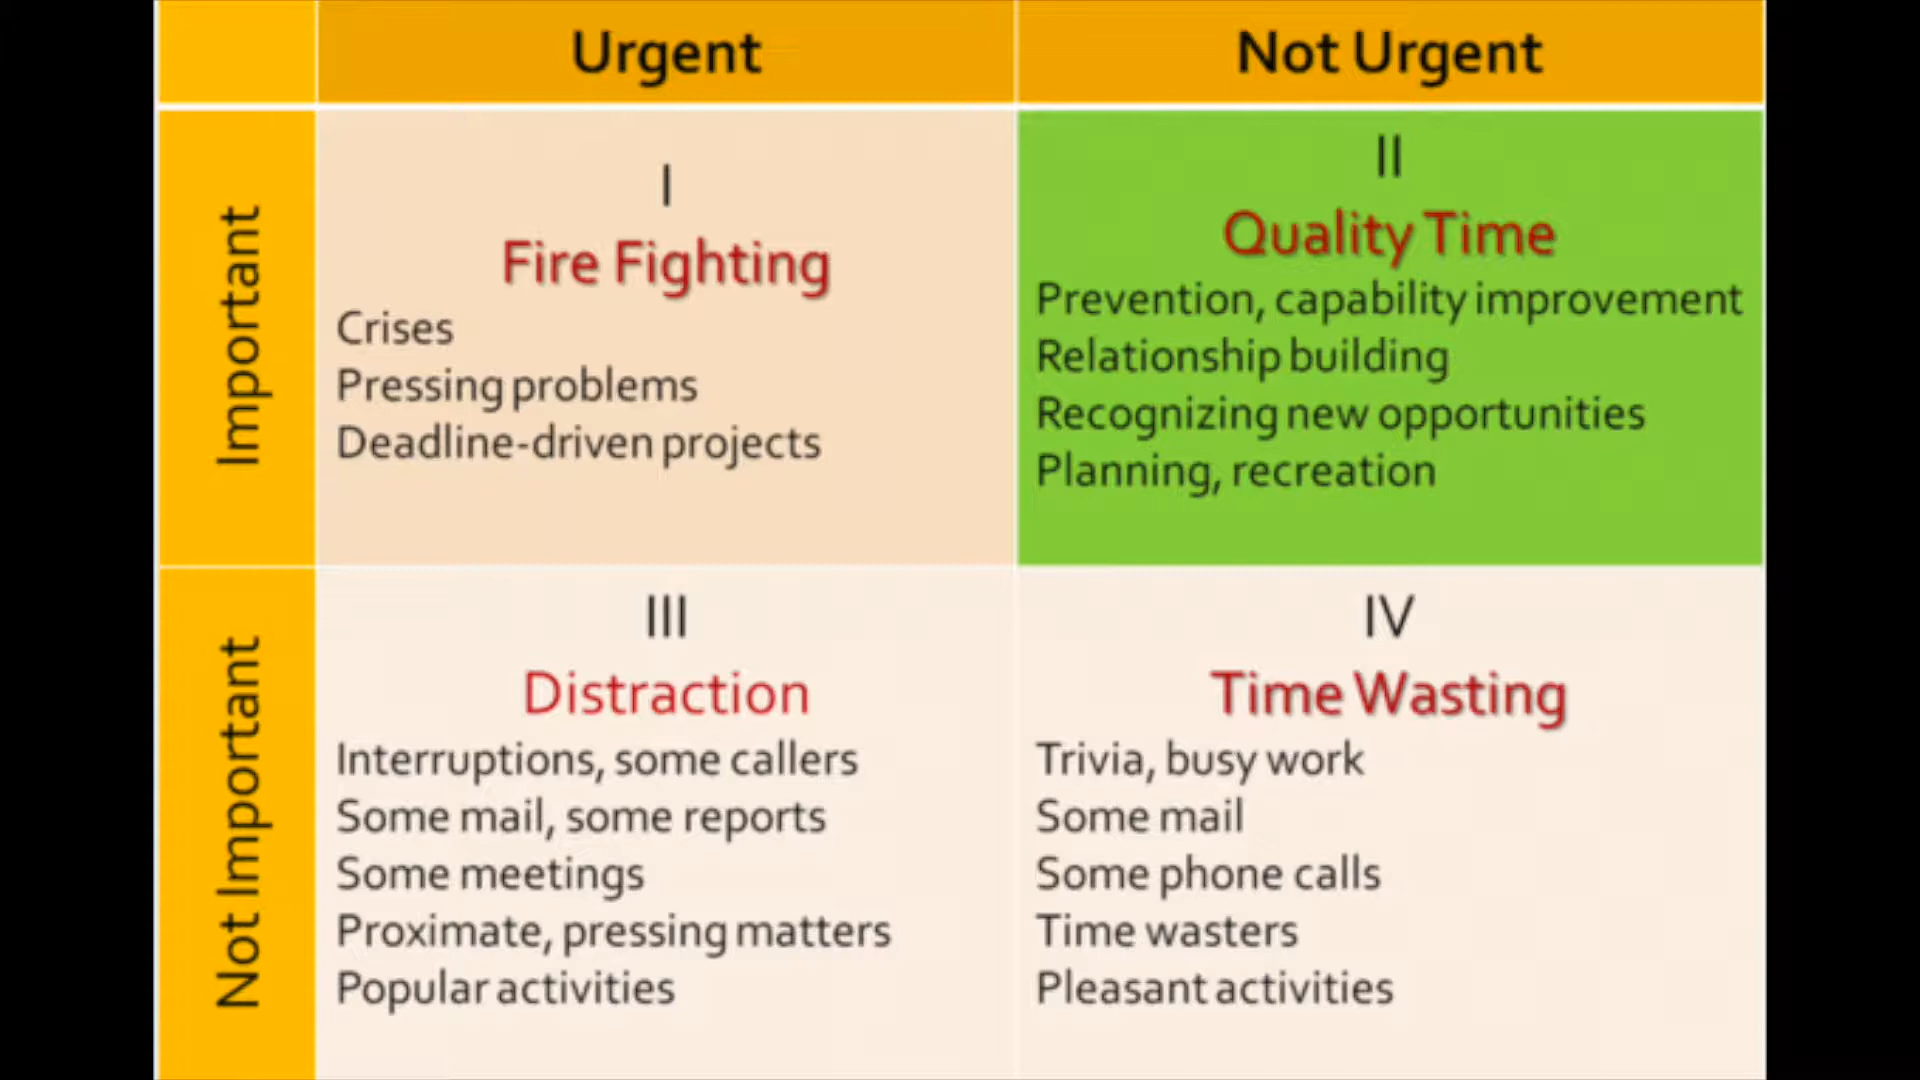 Urgent
Not Urgent
Important
I
Fire Fighting
Crises
Pressing problems
Deadline-driven projects
II
Quality Time
Prevention, capability improvement
Relationship building
Recognizing new opportunities
Planning, recreation
Not Important
III
Distraction
Interruptions, some callers
Some mail, some reports
Some meetings
Proximate, pressing matters
Popular activities
IV
Time Wasting
Trivia, busy work
Some mail
Some phone calls
Time wasters
Pleasant activities